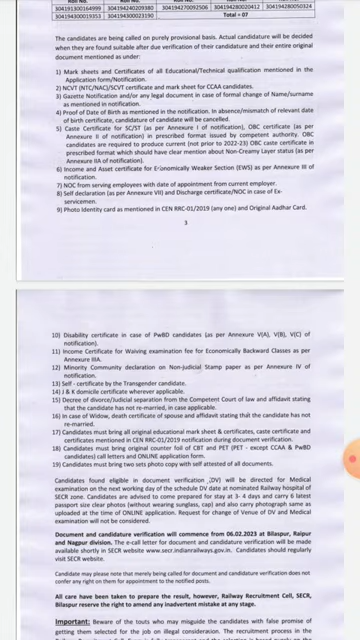 Roll No. Roll No. Roll No. Roll No. Roll No.
304191300164999 304194240209380 304194270092506 304194280020412 304194280050324
304194300019353 304194300023190 Total = 07
The candidates are being called on purely provisional basis. Actual candidature will be decided
when they are found suitable after due verification of their candidature and their entire original
document mentioned as under:
1) Mark sheets and Certificates of all Educational/Technical qualification mentioned in the
Application form/Notification.
2) NCVT (NTC/NAC)/SCVT certificate and mark sheet for CCAA candidates.
3) Gazette Notification and/or any legal document in case of formal change of Name/Surname
as mentioned in notification.
4) Proof of Date of Birth as mentioned in the notification. In absence/mismatch of relevant date
of birth certificate, candidature of candidate will be cancelled.
5) Caste Certificate for SC/ST (as per Annexure I of notification), OBC certificate (as per
Annexure II of notification) in prescribed format issued by competent authority. OBC
candidates are required to produce current (not prior to 2022-23) OBC caste certificate in
prescribed format which should have clear mention about Non-Creamy Layer status (as per
Annexure IIA of notification).
6) Income and Asset certificate for Economically Weaker Section (EWS) as per Annexure III of
notification.
7) NOC from serving employees with date of appointment from current employer.
8) Self declaration (as per Annexure VII) and Discharge certificate/NOC in case of Ex-
servicemen.
9) Photo Identity card as mentioned in CEN RRC-01/2019 (any one) and Original Aadhar Card.
3
10) Disability certificate in case of PwBD candidates (as per Annexure V(A), V(B), V(C) of
notification).
11) Income Certificate for Waiving examination fee for Economically Backward Classes as per
Annexure IIIA.
12) Minority Community declaration on Non-Judicial Stamp paper as per Annexure IV of
notification.
13) Self - certificate by the Transgender candidate.
14) J & K domicile certificate wherever applicable.
15) Decree of divorce/Judicial separation from the Competent Court of law and affidavit stating
that the candidate has not re-married, in case applicable.
16) In case of Widow, death certificate of spouse and affidavit stating that the candidate has not
re-married.
17) Candidates must bring all original educational mark sheet & certificates, caste certificate and
certificates mentioned in CEN RRC-01/2019 notification during document verification.
18) Candidates must bring original counter foil of CBT and PET (PET - except CCAA & PwBD
candidates) call letters and ONLINE application form.
19) Candidates must bring two sets photo copy with self attested of all documents.
Candidates found eligible in document verification (DV) will be directed for Medical
examination on the next working day of the schedule DV date at nominated Railway hospital of
SECR zone. Candidates are advised to come prepared for stay at 3- 4 days and carry 6 latest
passport size clear photos (without wearing sunglass, cap) and also carry photograph same as
uploaded at the time of ONLINE application. Request for change of Venue of DV and Medical
examination will not be considered.
Document and candidature verification will commence from 06.02.2023 at Bilaspur, Raipur
and Nagpur division. The e-call letter for document and candidature verification will be made
available shortly in SECR website www.secr.indianrailways.gov.in. Candidates should regularly
visit SECR website.
Candidate may please note that merely being called for document and candidature verification does not
confer any right on them for appointment to the notified posts.
All care have been taken to prepare the result, however, Railway Recruitment Cell, SECR,
Bilaspur reserve the right to amend any inadvertent mistake at any stage.
Important: Beware of the touts who may misguide the candidates with false promise of
getting them selected for the job on illegal consideration. The recruitment process in the